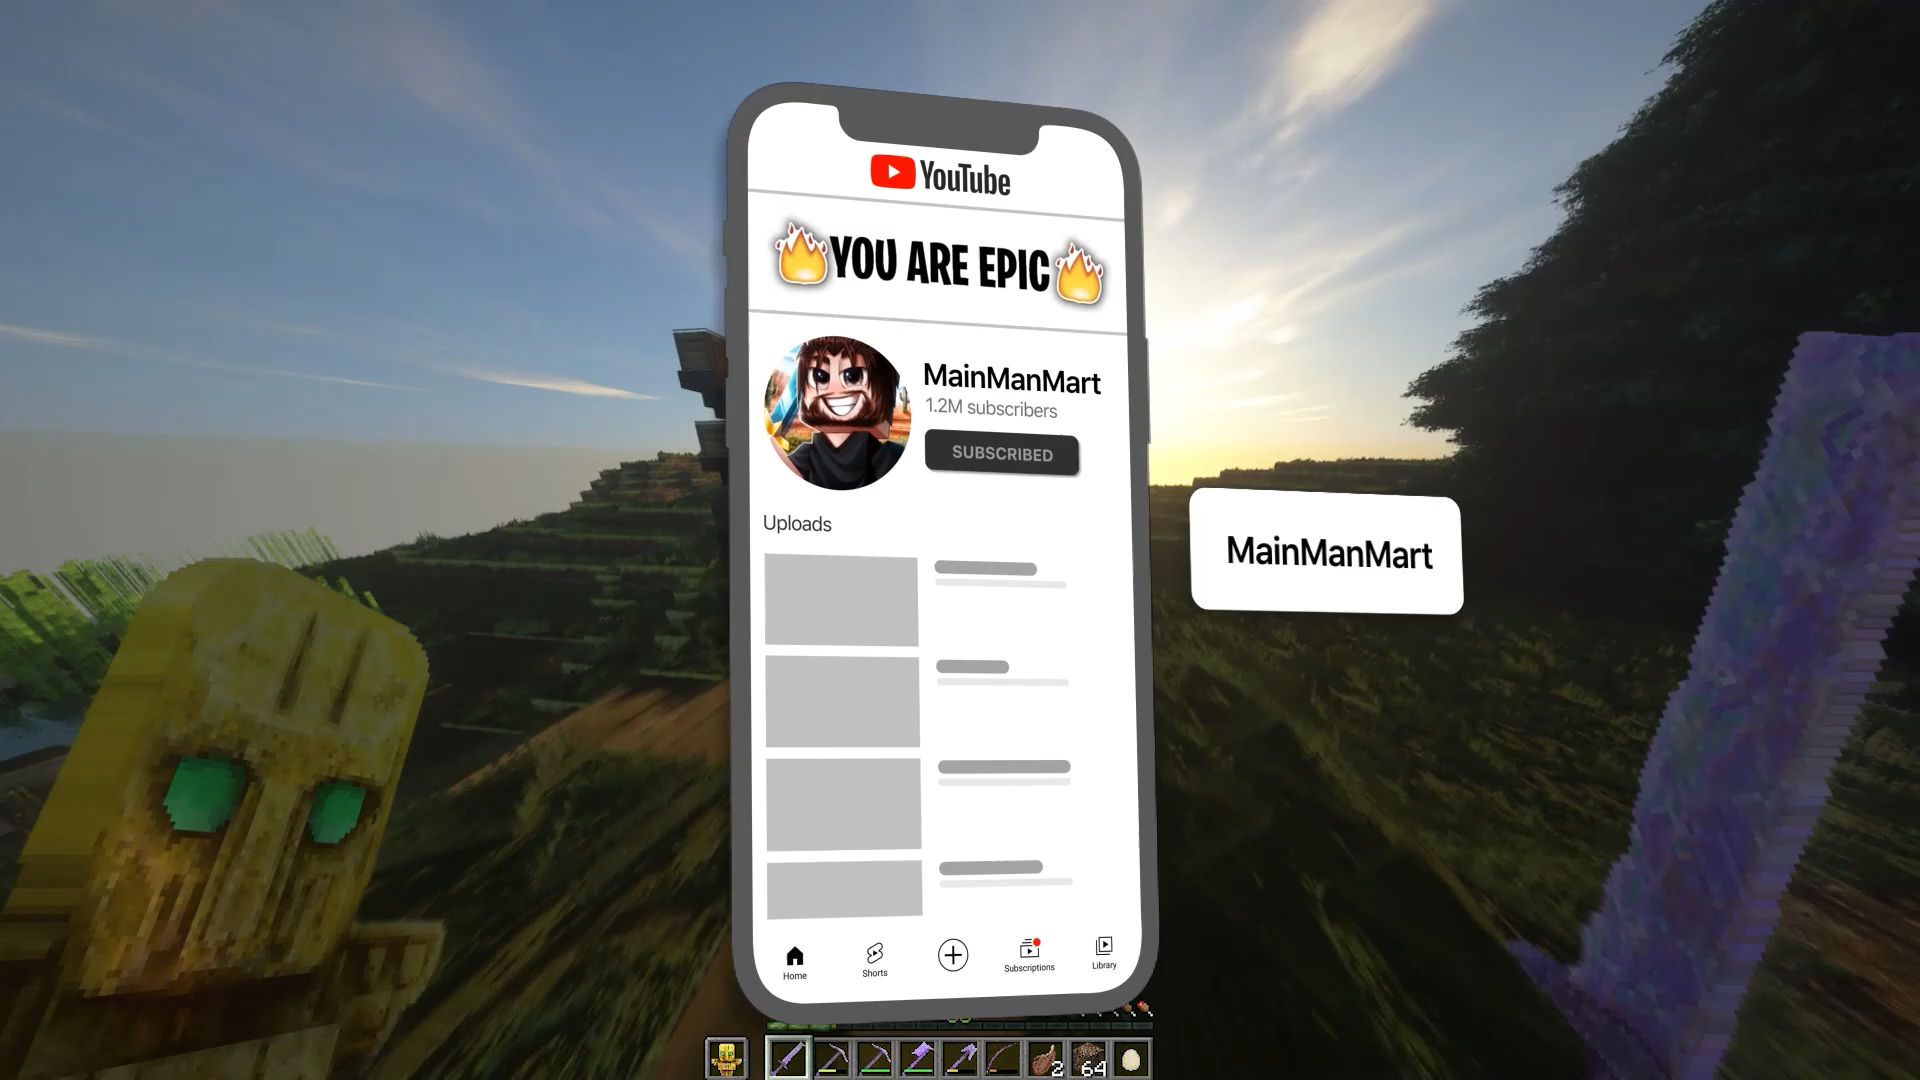 YouTube
YOU ARE EPIC
MainManMart
1.2M subscribers
SUBSCRIBED
Uploads
MainManMart
Home
Shorts
Subscriptions
Library
2
64